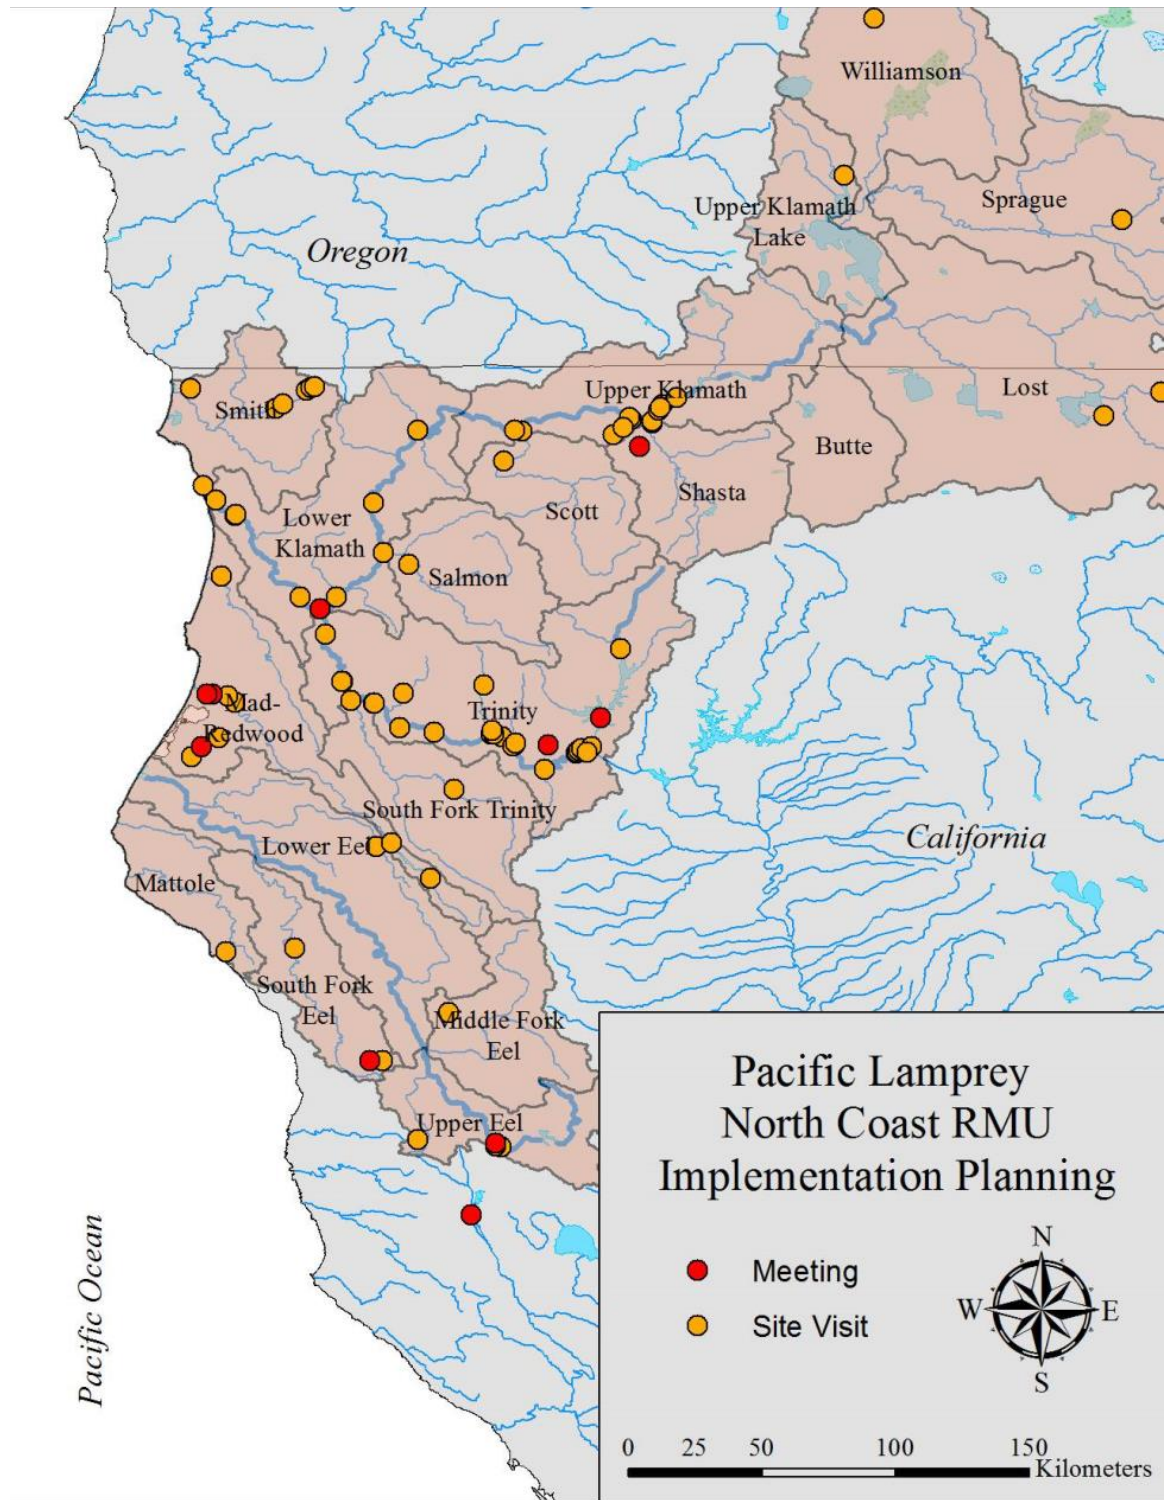 Williamson
Upper Klamath
Lake
Sprague
Oregon
Upper Klamath
Lost
Smith
Butte
Shasta
Scott
Lower
Klamath
Salmon
Trinity
Mad-
Redwood
South Fork Trinity
Lower Eel
California
Mattole
South Fork
Eel
Middle Fork
Eel
Upper Eel
Pacific Ocean
Pacific Lamprey
North Coast RMU
Implementation Planning
Meeting
Site Visit
N
W
E
S
0 25 50 100 150
Kilometers